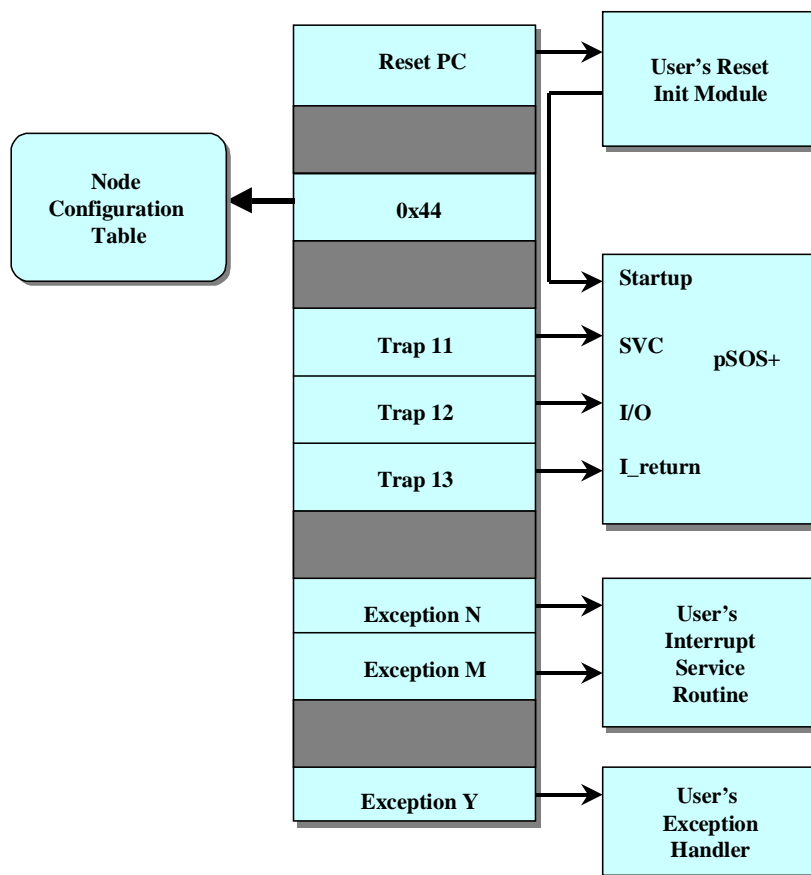 Reset PC
User's Reset
Init Module
Node
Configuration
Table
0x44
Startup
Trap 11
SVC
pSOS+
Trap 12
I/O
Trap 13
I_return
Exception N
Exception M
User's
Interrupt
Service
Routine
Exception Y
User's
Exception
Handler